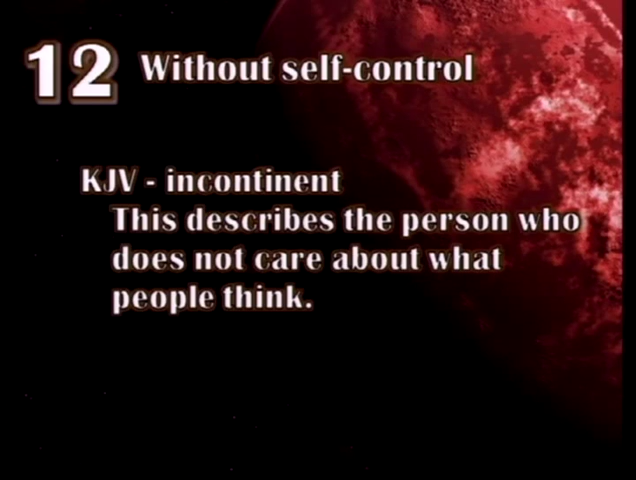 12 Without self-control
KJV - incontinent
This describes the person who
does not care about what
people think.